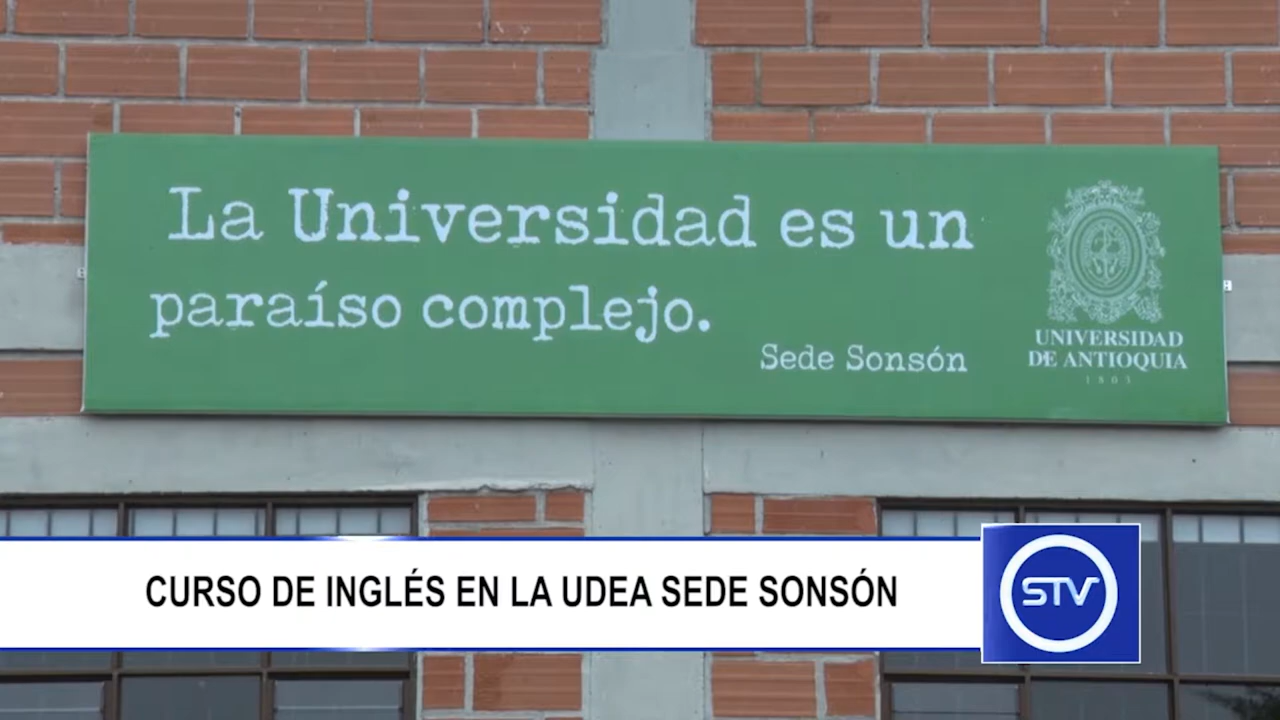 La Universidad es un
paraíso complejo.
Sede Sonsón
UNIVERSIDAD
DE ANTIOQUIA
1803
CURSO DE INGLÉS EN LA UDEA SEDE SONSÓN
STV